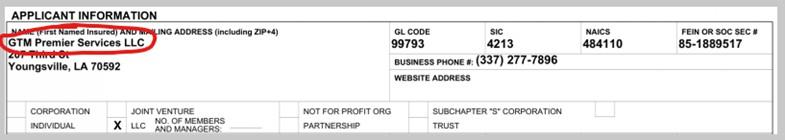 APPLICANT INFORMATION
NAME (First Named Insured) AND MAILING ADDRESS (including ZIP+4)
GTM Premier Services LLC
207 Third St
Youngsville, LA 70592
GL CODE
99793
SIC
4213
NAICS
484110
FEIN OR SOC SEC #
85-1889517
BUSINESS PHONE #: (337) 277-7896
WEBSITE ADDRESS
CORPORATION JOINT VENTURE NOT FOR PROFIT ORG SUBCHAPTER "S" CORPORATION
INDIVIDUAL X LLC NO. OF MEMBERS AND MANAGERS: PARTNERSHIP TRUST